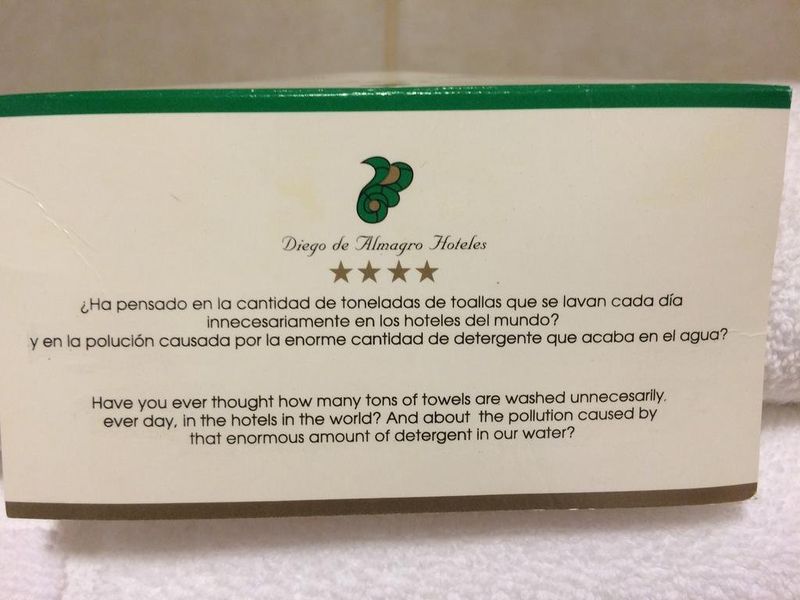 Diego de Almagro Hoteles
¿Ha pensado en la cantidad de toneladas de toallas que se lavan cada día
innecesariamente en los hoteles del mundo?
y en la polución causada por la enorme cantidad de detergente que acaba en el agua?
Have you ever thought how many tons of towels are washed unnecesarily.
ever day, in the hotels in the world? And about the pollution caused by
that enormous amount of detergent in our water?